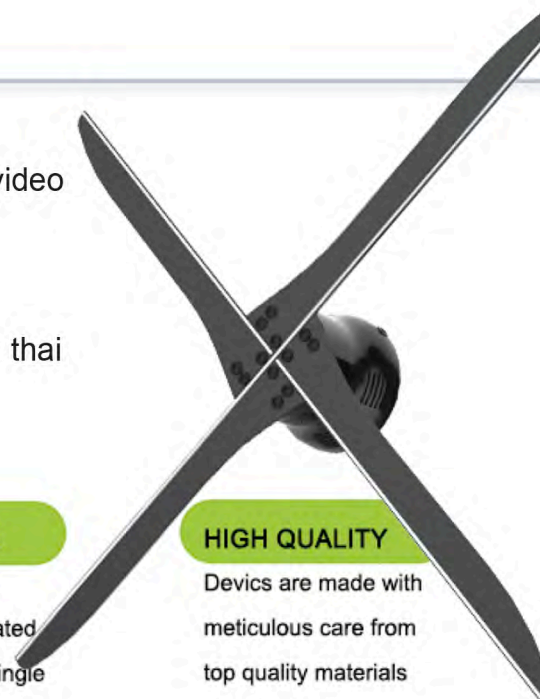 video
thai
HIGH QUALITY
Devics are made with
meticulous care from
top quality materials